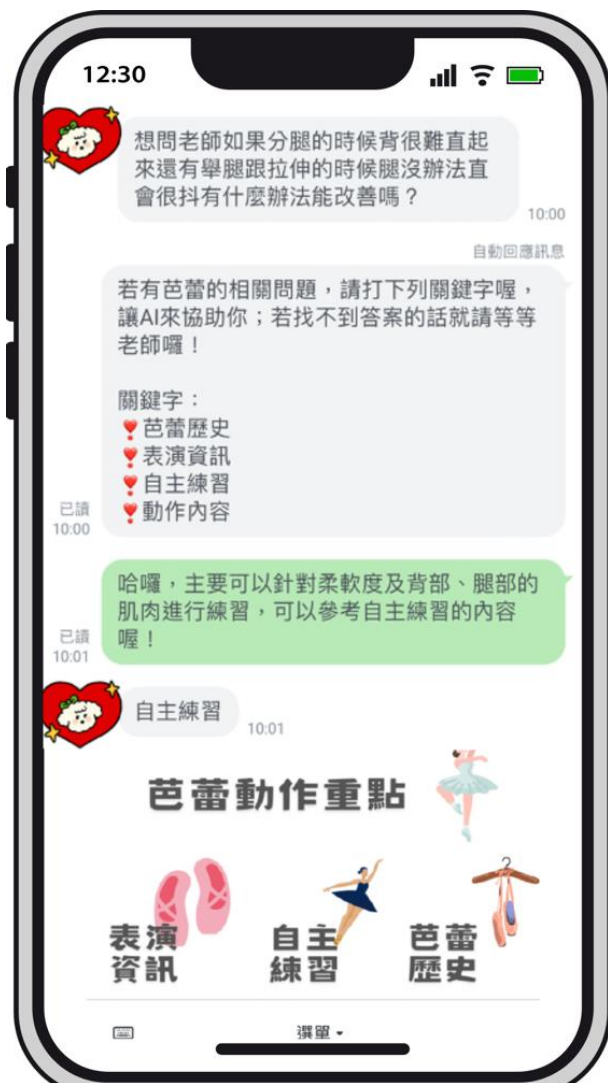 12:30
想問老師如果分腿的時候背很難直起
來還有舉腿跟拉伸的時候腿沒辦法直
會很抖有什麼辦法能改善嗎？
10:00
自動回應訊息
若有芭蕾的相關問題，請打下列關鍵字喔，
讓AI來協助你；若找不到答案的話就請等等
老師囉！
關鍵字：
❣️芭蕾歷史
❣️表演資訊
❣️自主練習
❣️動作內容
已讀
10:00
哈囉，主要可以針對柔軟度及背部、腿部的
肌肉進行練習，可以參考自主練習的內容
喔！
已讀
10:01
自主練習
10:01
芭蕾動作重點
表演
資訊
自主
練習
芭蕾
歷史
選單